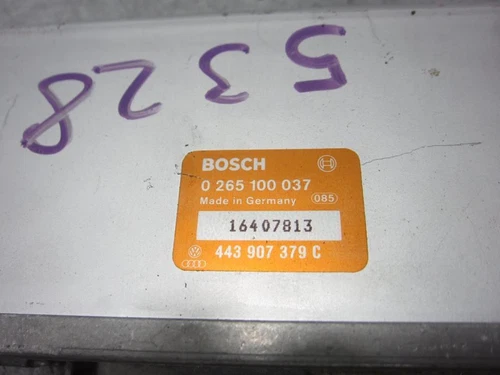 5328
BOSCH
0 265 100 037
Made in Germany 085
16407813
443 907 379 C